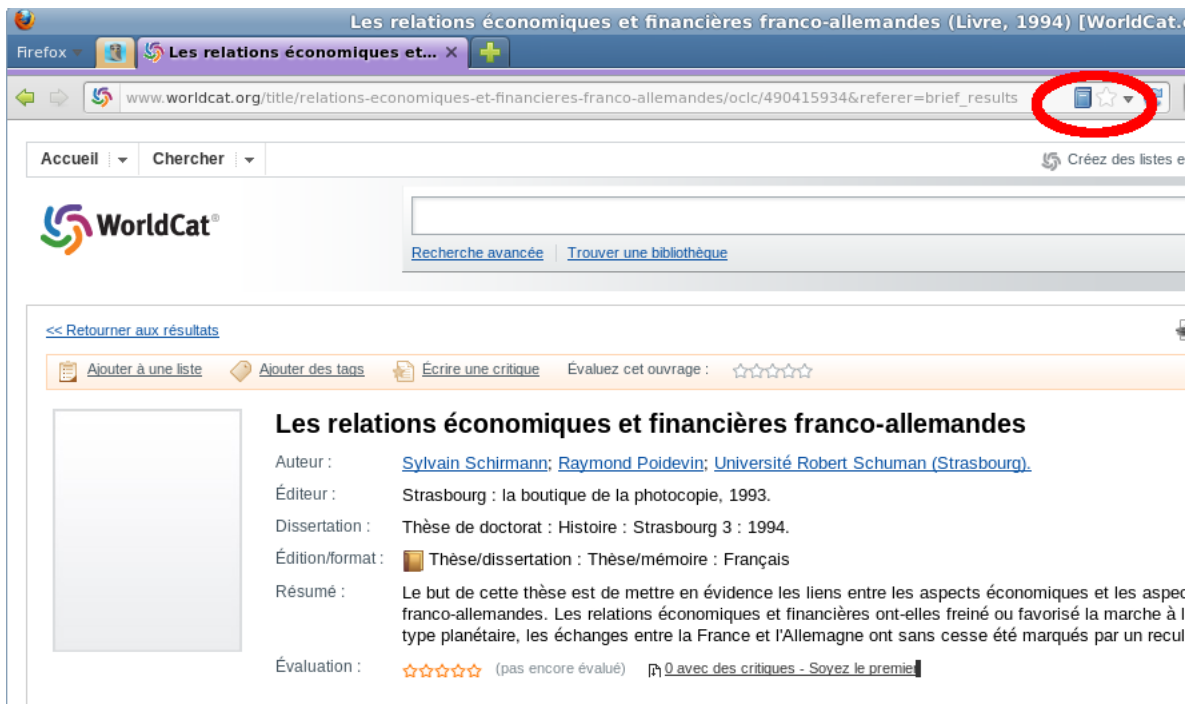 Les relations économiques et financières franco-allemandes (Livre, 1994) [WorldCat.
Firefox
Les relations économiques et... ×
www.worldcat.org/title/relations-economiques-et-financieres-franco-allemandes/oclc/490415934&referer=brief_results
Accueil Chercher Créez des listes e
WorldCat®
Recherche avancée Trouver une bibliothèque
<< Retourner aux résultats
Ajouter à une liste Ajouter des tags Écrire une critique Évaluez cet ouvrage :
Les relations économiques et financières franco-allemandes
Auteur : Sylvain Schirmann; Raymond Poidevin; Université Robert Schuman (Strasbourg).
Éditeur : Strasbourg : la boutique de la photocopie, 1993.
Dissertation : Thèse de doctorat : Histoire : Strasbourg 3 : 1994.
Édition/format : Thèse/dissertation : Thèse/mémoire : Français
Résumé : Le but de cette thèse est de mettre en évidence les liens entre les aspects économiques et les aspec
franco-allemandes. Les relations économiques et financières ont-elles freiné ou favorisé la marche à l
type planétaire, les échanges entre la France et l'Allemagne ont sans cesse été marqués par un recul
Évaluation : (pas encore évalué) 0 avec des critiques - Soyez le premier